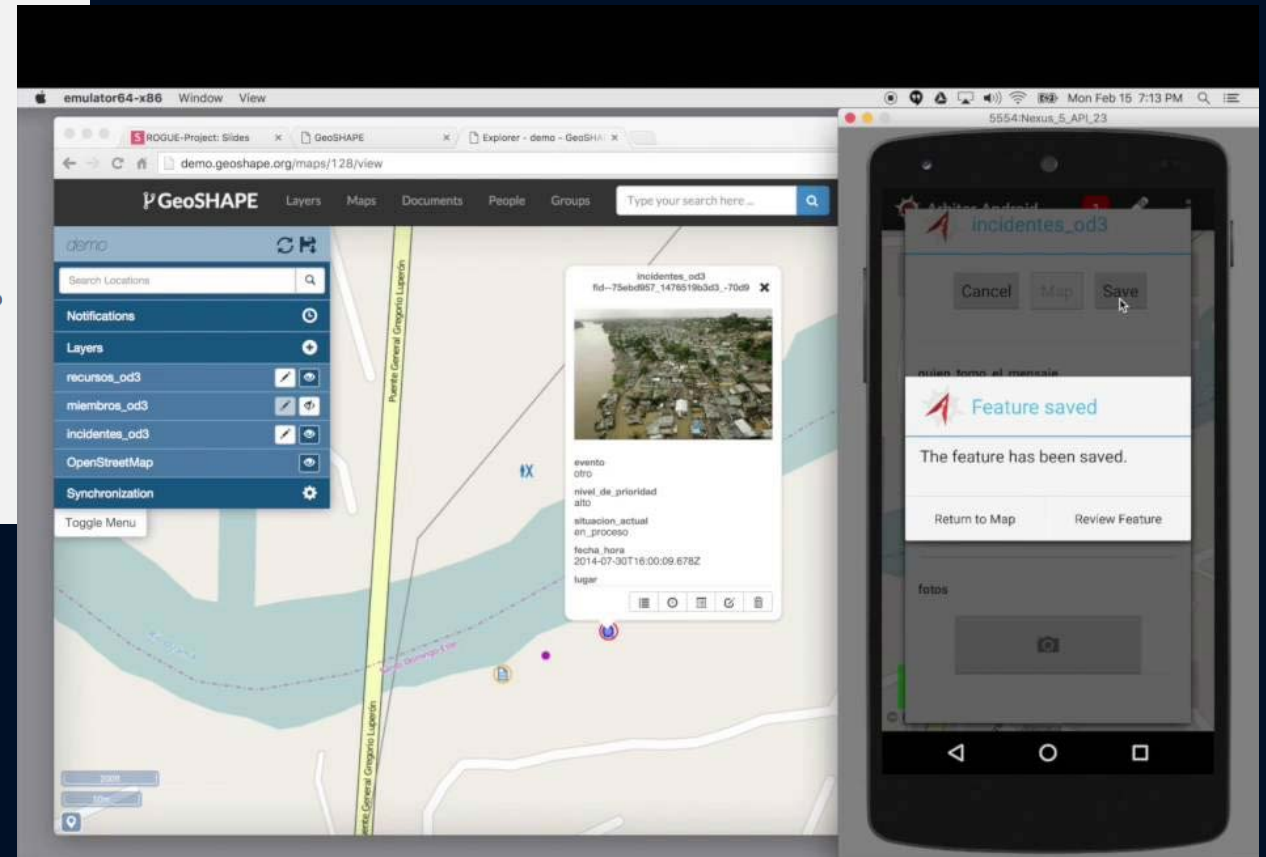 emulator64-x86 Window View
Mon Feb 15 7:13 PM
5554:Nexus_5_API_23
ROGUE-Project: Slides
GeoSHAPE
Explorer - demo - GeoSHA
demo.geoshape.org/maps/128/view
GeoSHAPE Layers Maps Documents People Groups
Type your search here ...
demo
Search Locations
Notifications
Layers
recursos_od3
miembros_od3
incidentes_od3
OpenStreetMap
Synchronization
Toggle Menu
Puente General Gregorio Luperón
incidentes_od3
evento
otro
nivel_de_prioridad
alto
situacion_actual
en_proceso
fecha_hora
2014-07-30T16:00:09.678Z
lugar
Puente General Gregorio Luperón
Arbiter Android
incidentes_od3
Cancel Map Save
quien_tomo_el_mensaje
Feature saved
The feature has been saved.
Return to Map Review Feature
fotos